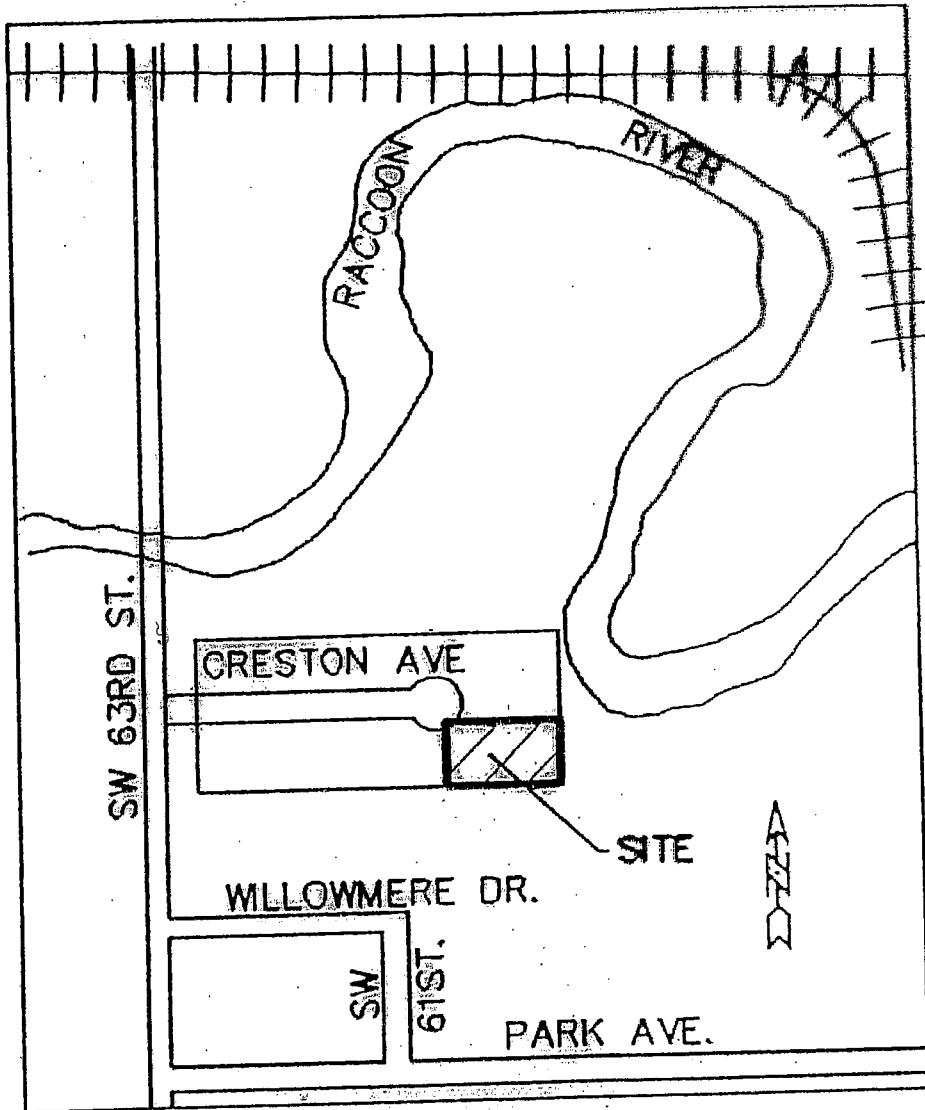 RACCOON
RIVER
SW 63RD ST.
CRESTON AVE
SITE
WILLOWMERE DR.
SW
61ST.
PARK AVE.
N